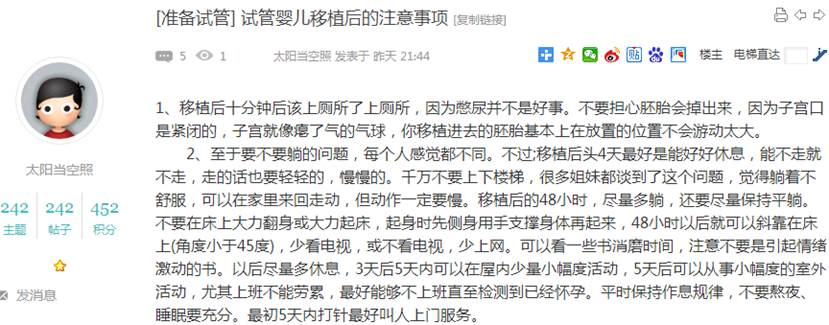 [准备试管] 试管婴儿移植后的注意事项 [复制链接]
5 1 太阳当空照 发表于 昨天 21:44 贴 楼主 电梯直达
1、移植后十分钟后该上厕所了上厕所，因为憋尿并不是好事。不要担心胚胎会掉出来，因为子宫口
是紧闭的，子宫就像瘪了气的气球，你移植进去的胚胎基本上在放置的位置不会游动太大。
2、至于要不要躺的问题，每个人感觉都不同。不过;移植后头4天最好是能好好休息，能不走就
不走，走的话也要轻轻的，慢慢的。千万不要上下楼梯，很多姐妹都谈到了这个问题，觉得躺着不
舒服，可以在家里来回走动，但动作一定要慢。移植后的48小时，尽量多躺，还要尽量保持平躺。
不要在床上大力翻身或大力起床，起身时先侧身用手支撑身体再起来，48小时以后就可以斜靠在床
上(角度小于45度)，少看电视，或不看电视，少上网。可以看一些书消磨时间，注意不要是引起情绪
激动的书。以后尽量多休息，3天后5天内可以在屋内少量小幅度活动，5天后可以从事小幅度的室外
活动，尤其上班不能劳累，最好能够不上班直至检测到已经怀孕。平时保持作息规律，不要熬夜、
睡眠要充分。最初5天内打针最好叫人上门服务。
太阳当空照
242 242 452
主题 帖子 积分
发消息